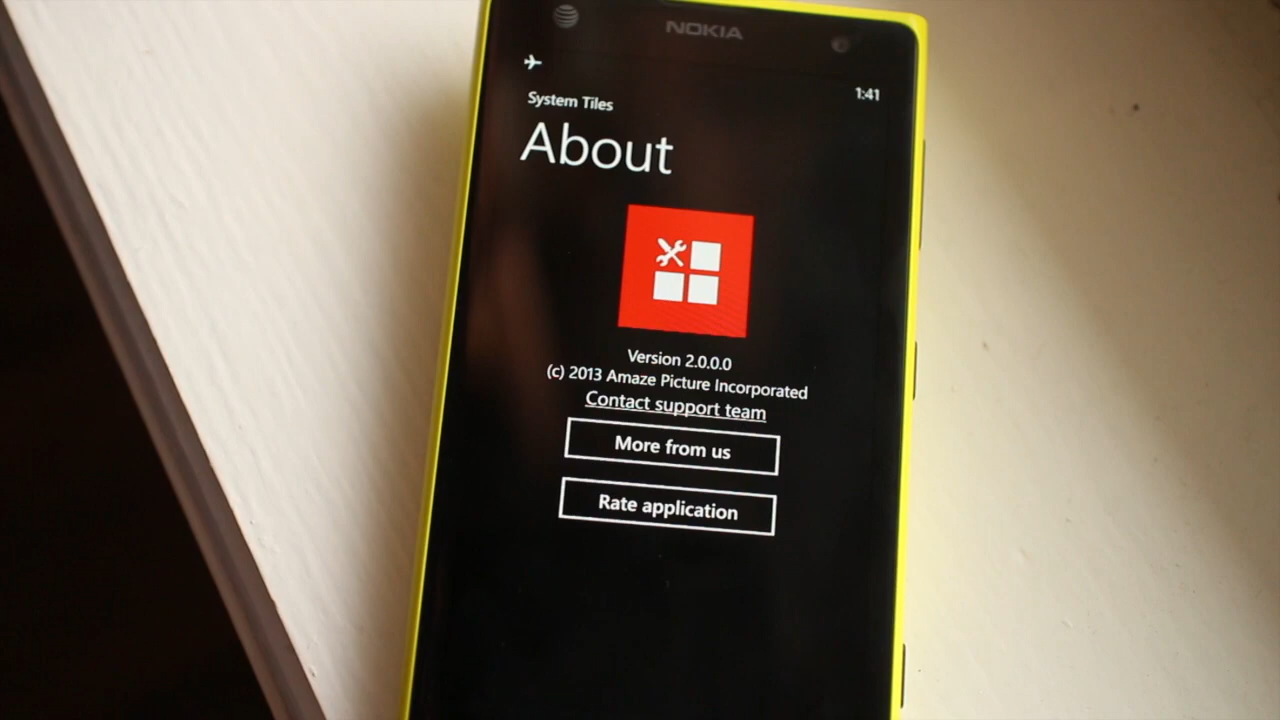 NOKIA
1:41
System Tiles
About
Version 2.0.0.0
(c) 2013 Amaze Picture Incorporated
Contact support team
More from us
Rate application